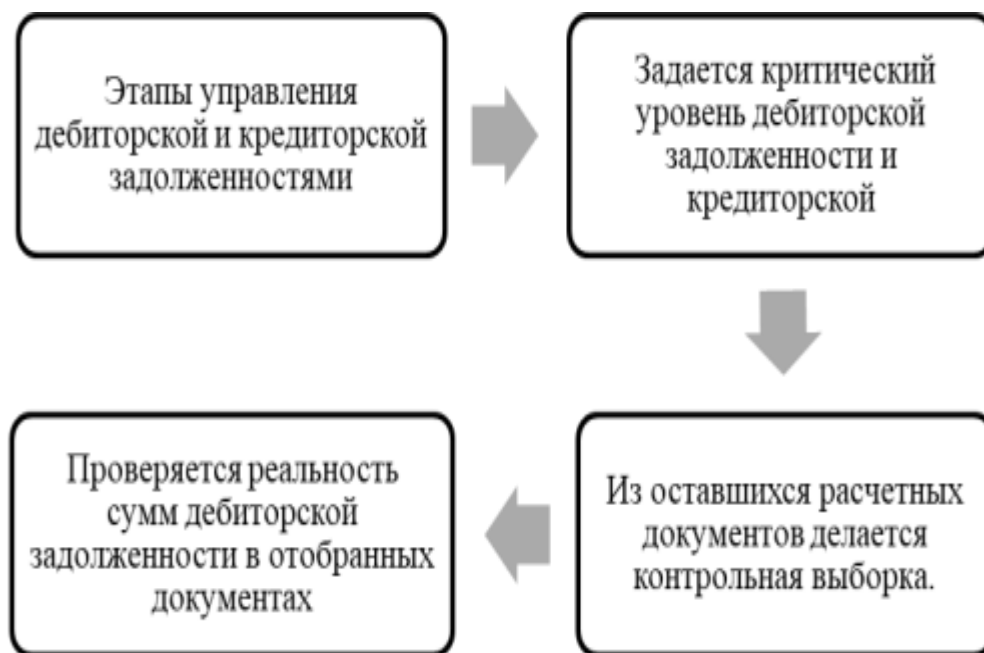 Этапы управления
дебиторской и кредиторской
задолженностями
Задается критический
уровень дебиторской
задолженности и
кредиторской
Из оставшихся расчетных
документов делается
контрольная выборка.
Проверяется реальность
сумм дебиторской
задолженности в отобранных
документах